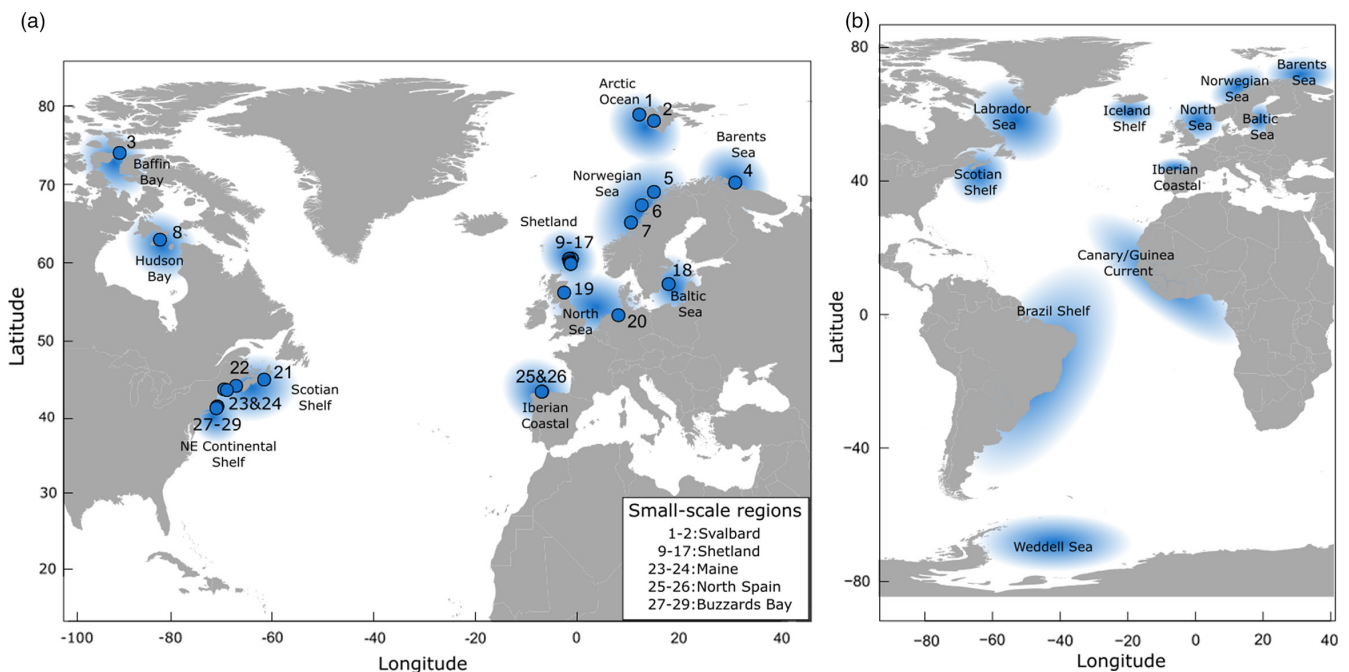 (a)
Arctic
Ocean
1
2
3
Baffin
Bay
Barents
Sea
4
Norwegian
Sea
5
6
7
Shetland
9-17
8
Hudson
Bay
18
Baltic
Sea
19
North
Sea
20
22
21
Scotian
Shelf
23&24
27-29
NE Continental
Shelf
25&26
Iberian
Coastal
Small-scale regions
1-2:Svalbard
9-17:Shetland
23-24:Maine
25-26:North Spain
27-29:Buzzards Bay
Latitude
80
70
60
50
40
30
20
-100
-80
-60
-40
-20
0
20
40
Longitude
(b)
Barents
Sea
Norwegian
Sea
Labrador
Sea
Iceland
Shelf
North
Sea
Baltic
Sea
Scotian
Shelf
Iberian
Coastal
Canary/Guinea
Current
Brazil Shelf
Weddell Sea
Latitude
80
40
0
−40
−80
−80
−60
−40
−20
0
20
40
Longitude